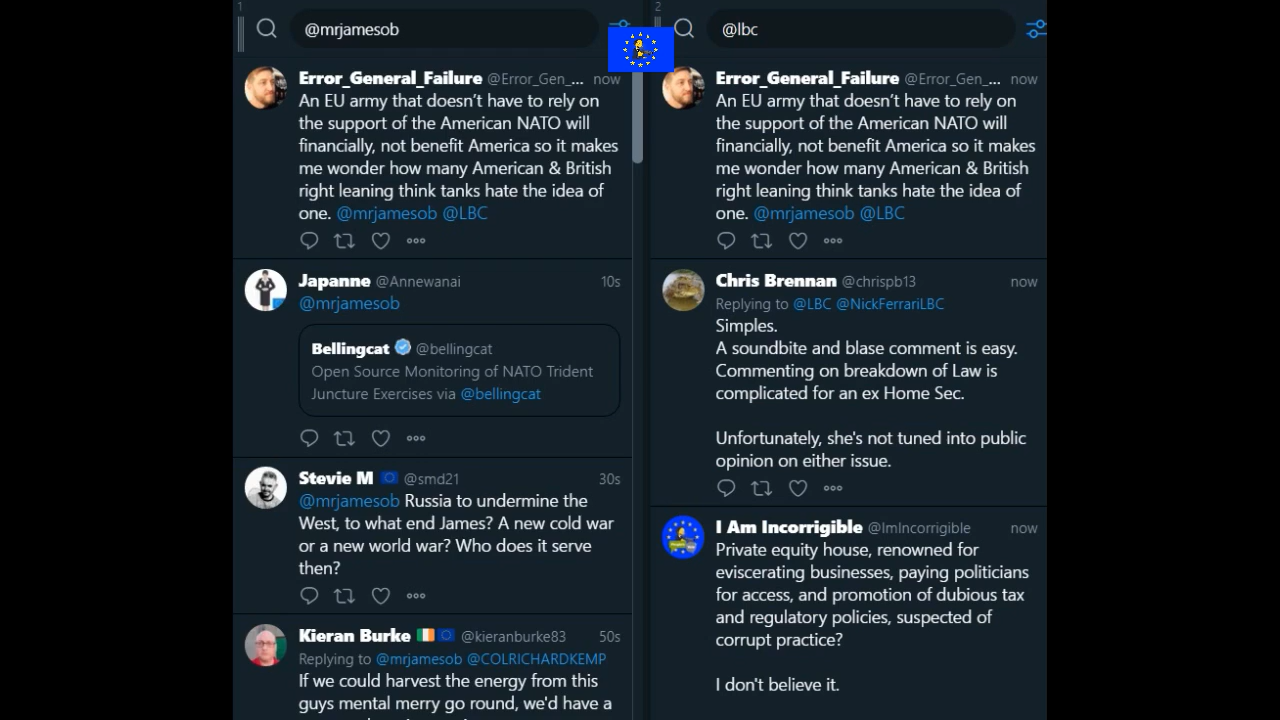 1
@mrjamesob
Error_General_Failure @Error_Gen_... now
An EU army that doesn’t have to rely on
the support of the American NATO will
financially, not benefit America so it makes
me wonder how many American & British
right leaning think tanks hate the idea of
one. @mrjamesob @LBC
Japanne @Annewanai 10s
@mrjamesob
Bellingcat @bellingcat
Open Source Monitoring of NATO Trident
Juncture Exercises via @bellingcat
Stevie M @smd21 30s
@mrjamesob Russia to undermine the
West, to what end James? A new cold war
or a new world war? Who does it serve
then?
Kieran Burke @kieranburke83 50s
Replying to @mrjamesob @COLRICHARDKEMP
If we could harvest the energy from this
guys mental merry go round, we'd have a
2
@lbc
Error_General_Failure @Error_Gen_... now
An EU army that doesn’t have to rely on
the support of the American NATO will
financially, not benefit America so it makes
me wonder how many American & British
right leaning think tanks hate the idea of
one. @mrjamesob @LBC
Chris Brennan @chrispb13 now
Replying to @LBC @NickFerrariLBC
Simples.
A soundbite and blase comment is easy.
Commenting on breakdown of Law is
complicated for an ex Home Sec.
Unfortunately, she's not tuned into public
opinion on either issue.
I Am Incorrigible @ImIncorrigible now
Private equity house, renowned for
eviscerating businesses, paying politicians
for access, and promotion of dubious tax
and regulatory policies, suspected of
corrupt practice?
I don't believe it.